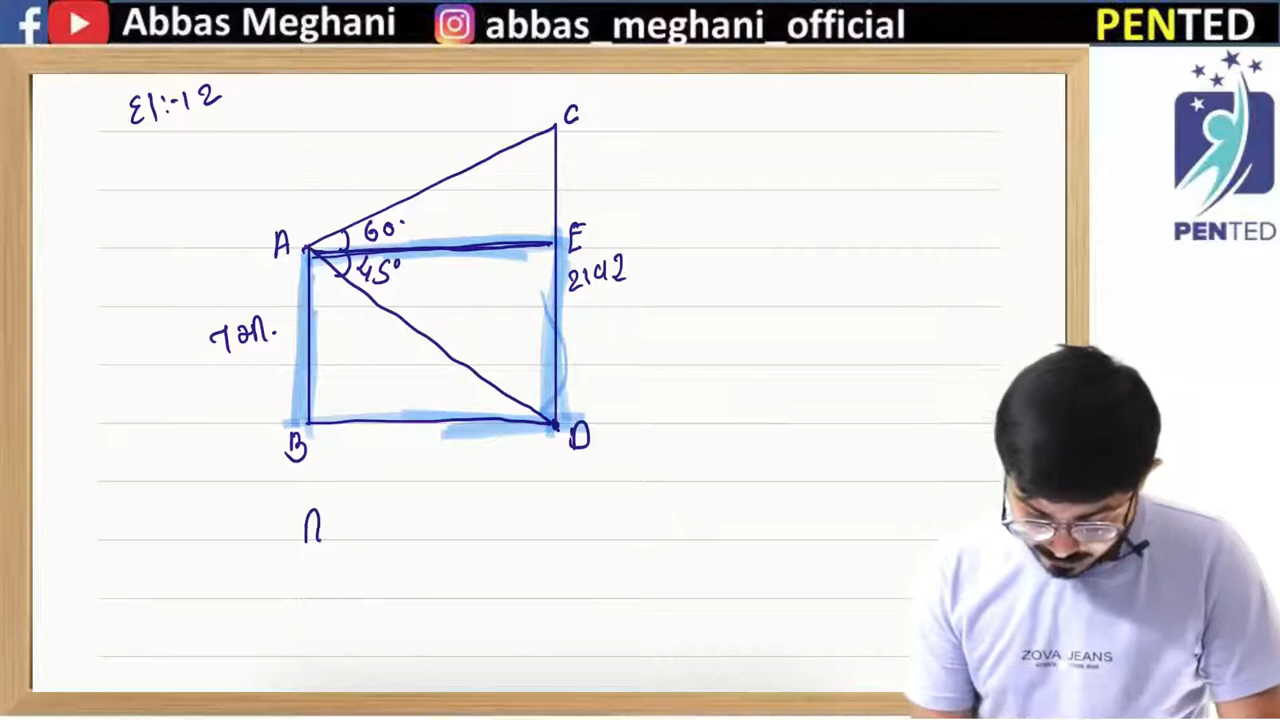 Abbas Meghani
abbas_meghani_official
PENTED
દા:-12
C
A
60°
E
45°
ટાવર
7મી.
B
D
A
PENTED
ZOVA JEANS